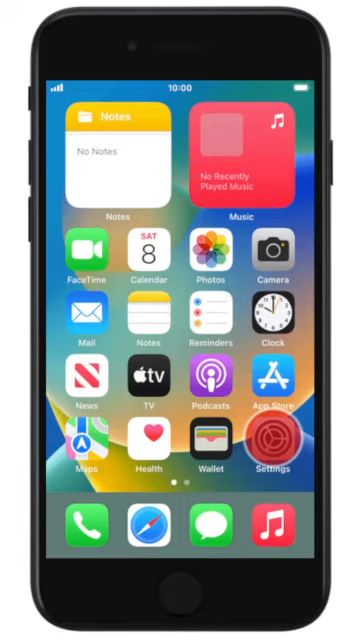 10:00
Notes
No Notes
No Recently
Played Music
Notes
Music
SAT
8
FaceTime
Calendar
Photos
Camera
Mail
Notes
Reminders
Clock
News
tv
TV
Podcasts
App Store
Maps
Health
Wallet
Settings